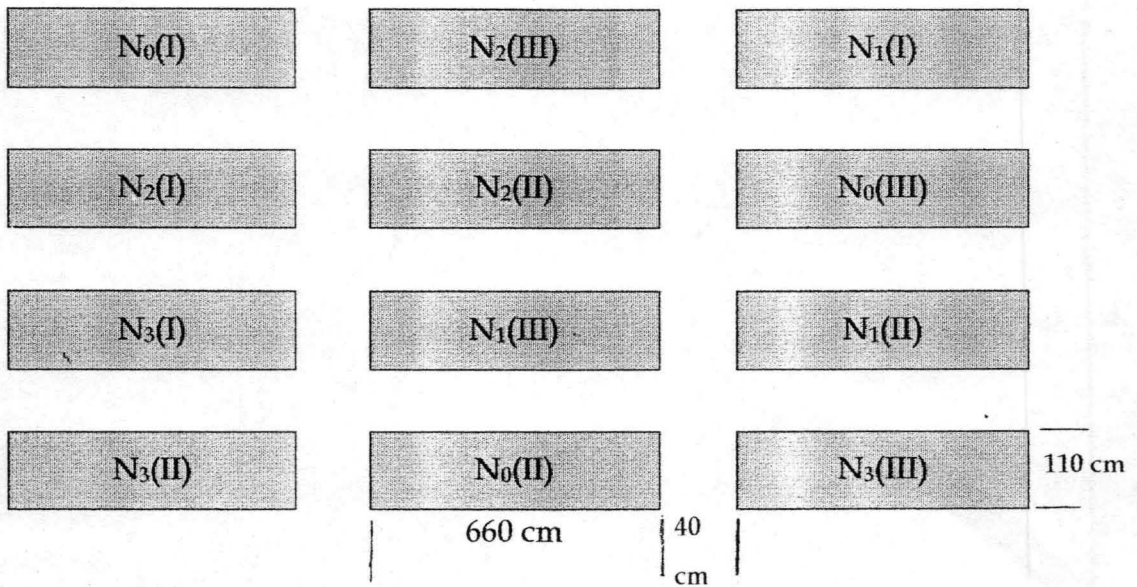 N₀(I) N₂(III) N₁(I)
N₂(I) N₂(II) N₀(III)
N₃(I) N₁(III) N₁(II)
N₃(II) N₀(II) N₃(III) 110 cm
660 cm 40
cm